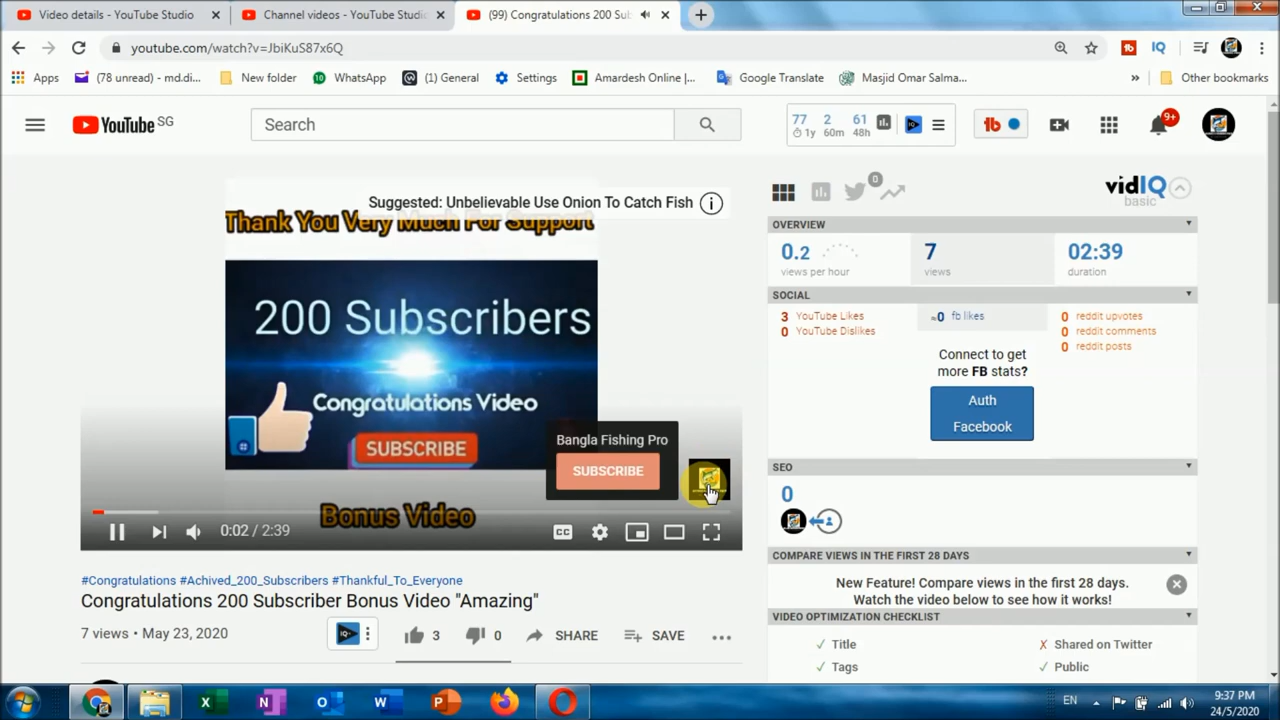 Video details - YouTube Studio
Channel videos - YouTube Studio
(99) Congratulations 200 Sub
youtube.com/watch?v=JbiKuS87x6Q
Apps
(78 unread) - md.di...
New folder
WhatsApp
(1) General
Settings
Amardesh Online |...
Google Translate
Masjid Omar Salma...
»
Other bookmarks
YouTube SG
Search
77 2 61
1y 60m 48h
9+
Suggested: Unbelievable Use Onion To Catch Fish
Thank You Very Much For Support
200 Subscribers
Congratulations Video
SUBSCRIBE
Bangla Fishing Pro
SUBSCRIBE
Bonus Video
0:02 / 2:39
CC
#Congratulations #Achived_200_Subscribers #Thankful_To_Everyone
Congratulations 200 Subscriber Bonus Video "Amazing"
7 views • May 23, 2020
IQ
3
0
SHARE
SAVE
0
vidIQ
basic
OVERVIEW
0.2 7 02:39
views per hour views duration
SOCIAL
3 YouTube Likes
0 YouTube Dislikes
≈0 fb likes
0 reddit upvotes
0 reddit comments
0 reddit posts
Connect to get
more FB stats?
Auth
Facebook
SEO
0
COMPARE VIEWS IN THE FIRST 28 DAYS
New Feature! Compare views in the first 28 days.
Watch the video below to see how it works!
VIDEO OPTIMIZATION CHECKLIST
✓ Title
✗ Shared on Twitter
✓ Tags
✓ Public
EN
9:37 PM
24/5/2020